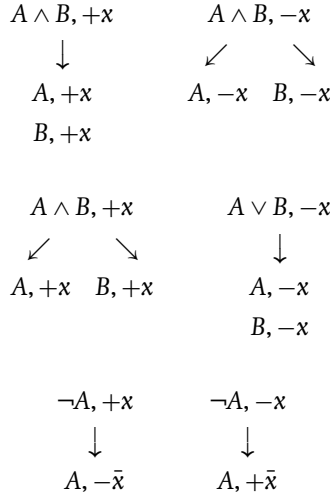 A ∧ B, +x    A ∧ B, −x
↓    ↙ ↘
A, +x    A, −x    B, −x
B, +x
A ∧ B, +x    A ∨ B, −x
↙ ↘    ↓
A, +x    B, +x    A, −x
B, −x
¬A, +x    ¬A, −x
↓    ↓
A, −x̄    A, +x̄